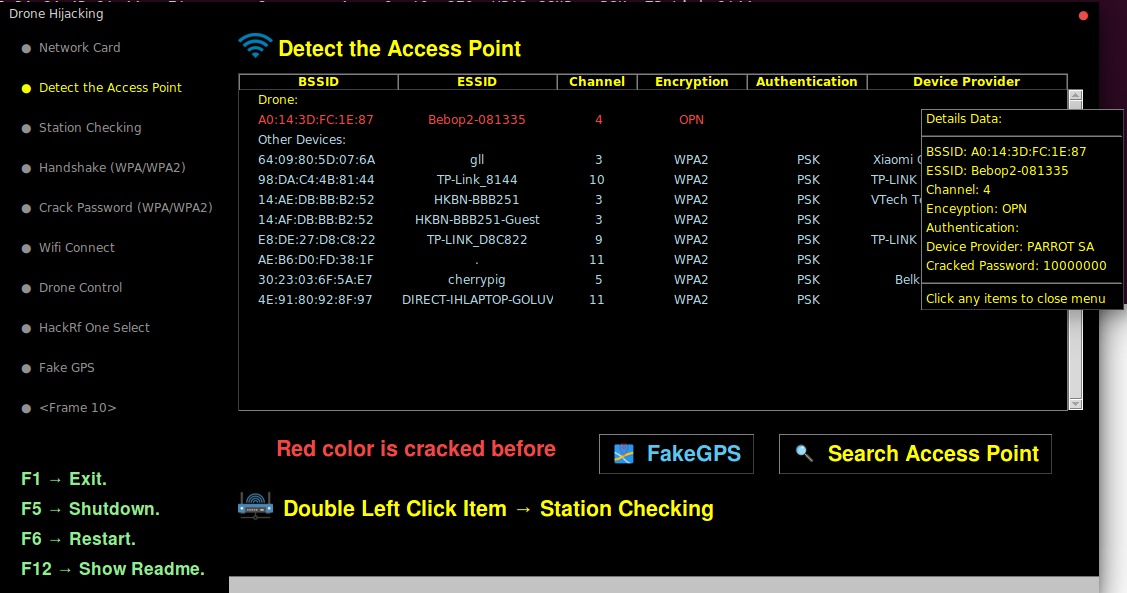 Drone Hijacking
Network Card
Detect the Access Point
Station Checking
Handshake (WPA/WPA2)
Crack Password (WPA/WPA2)
Wifi Connect
Drone Control
HackRf One Select
Fake GPS
<Frame 10>
F1 → Exit.
F5 → Shutdown.
F6 → Restart.
F12 → Show Readme.
Detect the Access Point
BSSID ESSID Channel Encryption Authentication Device Provider
Drone:
A0:14:3D:FC:1E:87 Bebop2-081335 4 OPN
Other Devices:
64:09:80:5D:07:6A gll 3 WPA2 PSK Xiaomi
98:DA:C4:4B:81:44 TP-Link_8144 10 WPA2 PSK TP-LINK
14:AE:DB:BB:B2:52 HKBN-BBB251 3 WPA2 PSK VTech
14:AF:DB:BB:B2:52 HKBN-BBB251-Guest 3 WPA2 PSK
E8:DE:27:D8:C8:22 TP-LINK_D8C822 9 WPA2 PSK TP-LINK
AE:B6:D0:FD:38:1F . 11 WPA2 PSK
30:23:03:6F:5A:E7 cherrypig 5 WPA2 PSK Belk
4E:91:80:92:8F:97 DIRECT-IHLAPTOP-GOLUV 11 WPA2 PSK
Details Data:
BSSID: A0:14:3D:FC:1E:87
ESSID: Bebop2-081335
Channel: 4
Enceyption: OPN
Authentication:
Device Provider: PARROT SA
Cracked Password: 10000000
Click any items to close menu
Red color is cracked before
FakeGPS
Search Access Point
Double Left Click Item → Station Checking